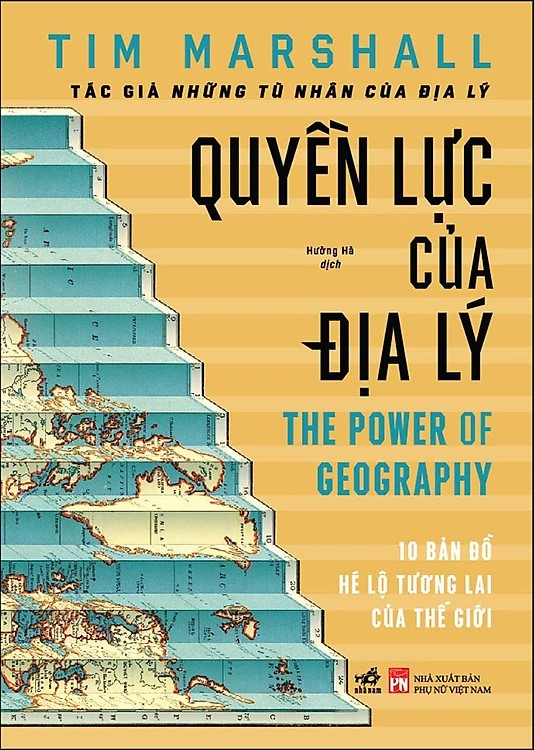 TIM MARSHALL
TÁC GIẢ NHỮNG TÙ NHÂN CỦA ĐỊA LÝ
QUYỀN LỰC
Hường Hà
dịch
CỦA
ĐỊA LÝ
THE POWER OF
GEOGRAPHY
10 BẢN ĐỒ
HÉ LỘ TƯƠNG LAI
CỦA THẾ GIỚI
nhã nam
PN
NHÀ XUẤT BẢN
PHỤ NỮ VIỆT NAM